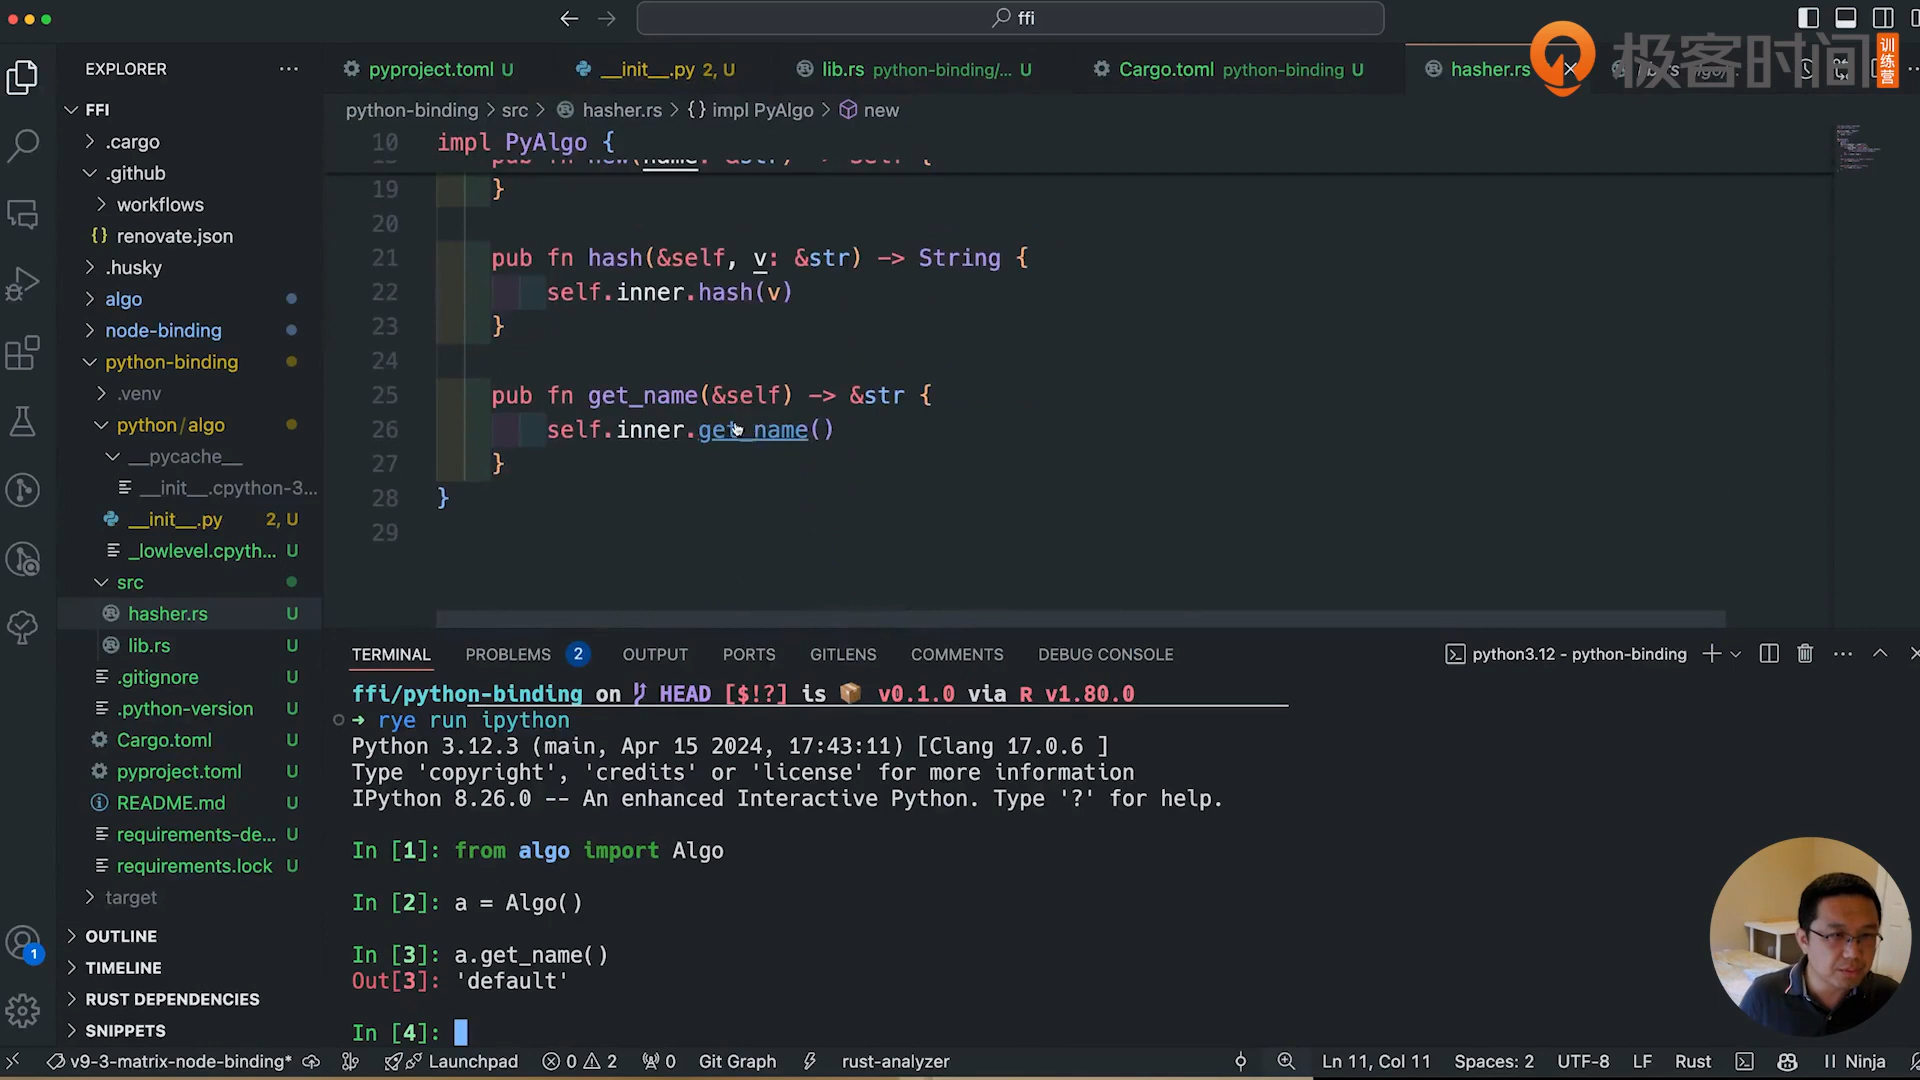 ffi
极客时间 训练营
EXPLORER
pyproject.toml U
__init__.py 2, U
lib.rs python-binding/... U
Cargo.toml python-binding U
hasher.rs
python-binding > src > hasher.rs > {} impl PyAlgo > new
FFI
.cargo
.github
workflows
{} renovate.json
.husky
algo
node-binding
python-binding
.venv
python/algo
__pycache__
__init__.cpython-3...
__init__.py 2, U
_lowlevel.cpyth... U
src
hasher.rs U
lib.rs U
.gitignore U
.python-version U
Cargo.toml U
pyproject.toml U
README.md U
requirements-de... U
requirements.lock U
target
OUTLINE
TIMELINE
RUST DEPENDENCIES
SNIPPETS
10 impl PyAlgo {
pub fn new(name: &str) -> Self {
19 }
20
21 pub fn hash(&self, v: &str) -> String {
22 self.inner.hash(v)
23 }
24
25 pub fn get_name(&self) -> &str {
26 self.inner.get_name()
27 }
28 }
29
TERMINAL PROBLEMS 2 OUTPUT PORTS GITLENS COMMENTS DEBUG CONSOLE
python3.12 - python-binding
ffi/python-binding on HEAD [$!?] is 📦 v0.1.0 via R v1.80.0
➜ rye run ipython
Python 3.12.3 (main, Apr 15 2024, 17:43:11) [Clang 17.0.6 ]
Type 'copyright', 'credits' or 'license' for more information
IPython 8.26.0 -- An enhanced Interactive Python. Type '?' for help.
In [1]: from algo import Algo
In [2]: a = Algo()
In [3]: a.get_name()
Out[3]: 'default'
In [4]:
1
v9-3-matrix-node-binding* Launchpad 0 2 0 Git Graph rust-analyzer
Ln 11, Col 11 Spaces: 2 UTF-8 LF Rust Ninja